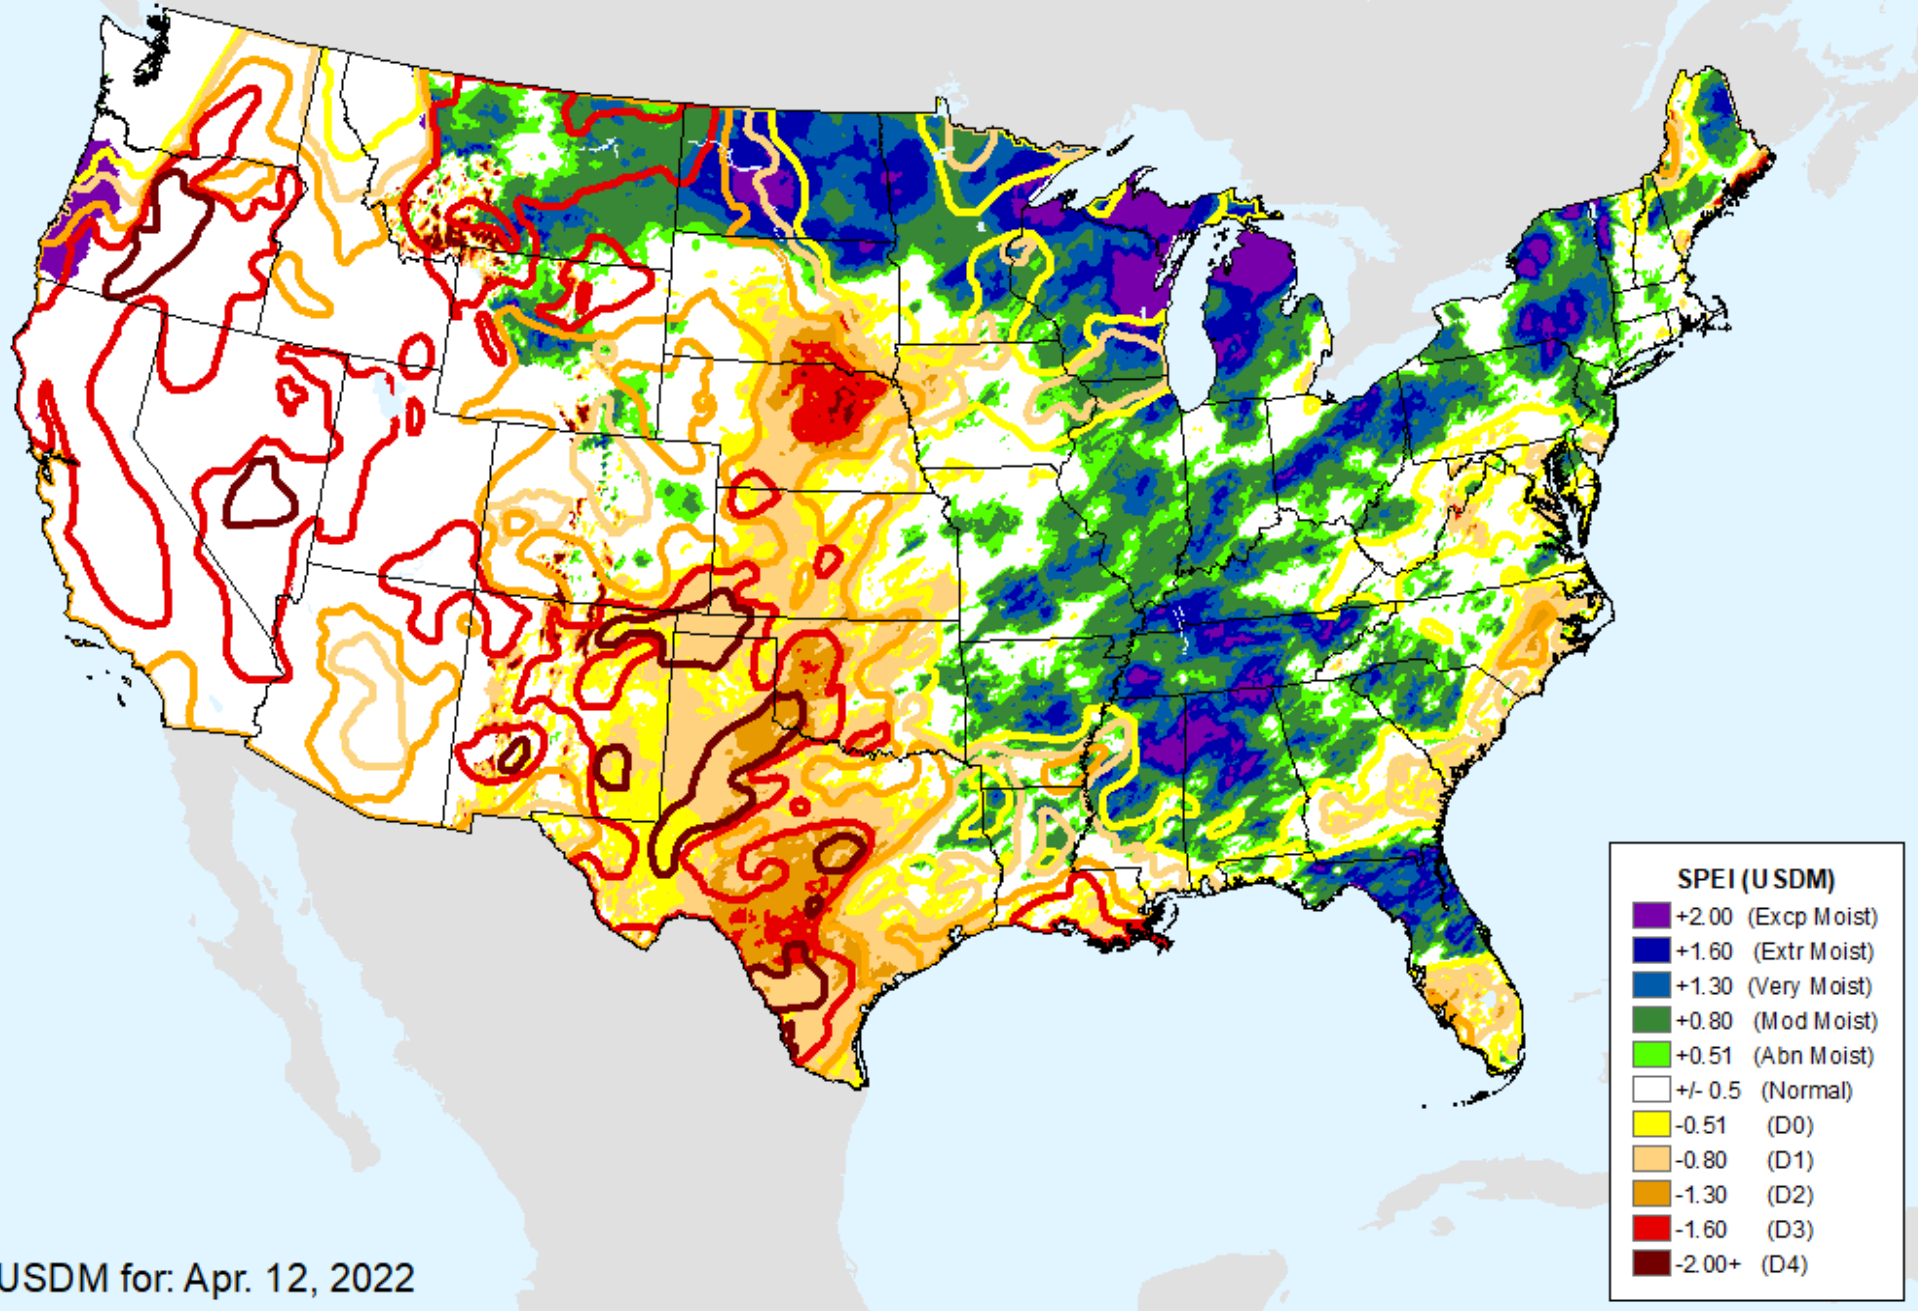 SPEI (USDM)
+2.00 (Excp Moist)
+1.60 (Extr Moist)
+1.30 (Very Moist)
+0.80 (Mod Moist)
+0.51 (Abn Moist)
+/- 0.5 (Normal)
-0.51 (D0)
-0.80 (D1)
-1.30 (D2)
-1.60 (D3)
-2.00+ (D4)
USDM for: Apr. 12, 2022